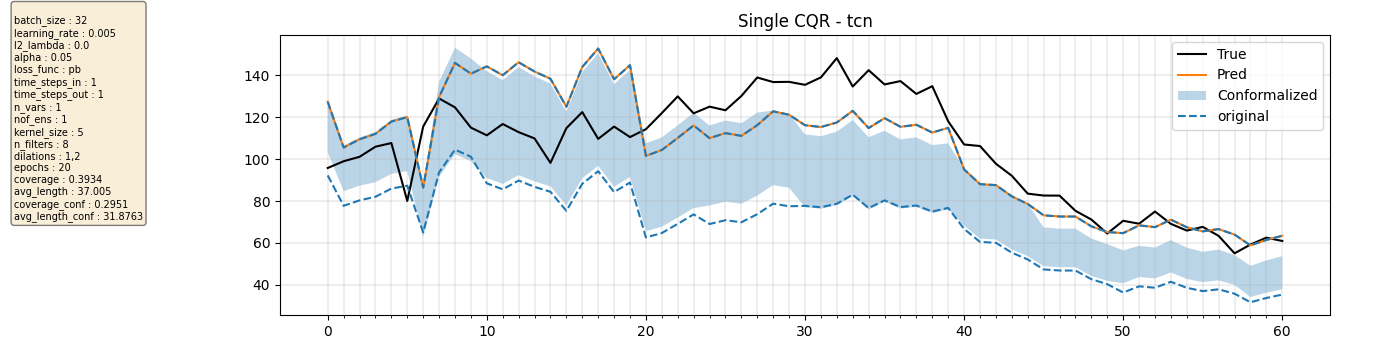 Single CQR - tcn
batch_size : 32
learning_rate : 0.005
l2_lambda : 0.0
alpha : 0.05
loss_func : pb
time_steps_in : 1
time_steps_out : 1
n_vars : 1
nof_ens : 1
kernel_size : 5
n_filters : 8
dilations : 1,2
epochs : 20
coverage : 0.3934
avg_length : 37.005
coverage_conf : 0.2951
avg_length_conf : 31.8763
140
120
100
80
60
40
True
Pred
Conformalized
original
0 10 20 30 40 50 60